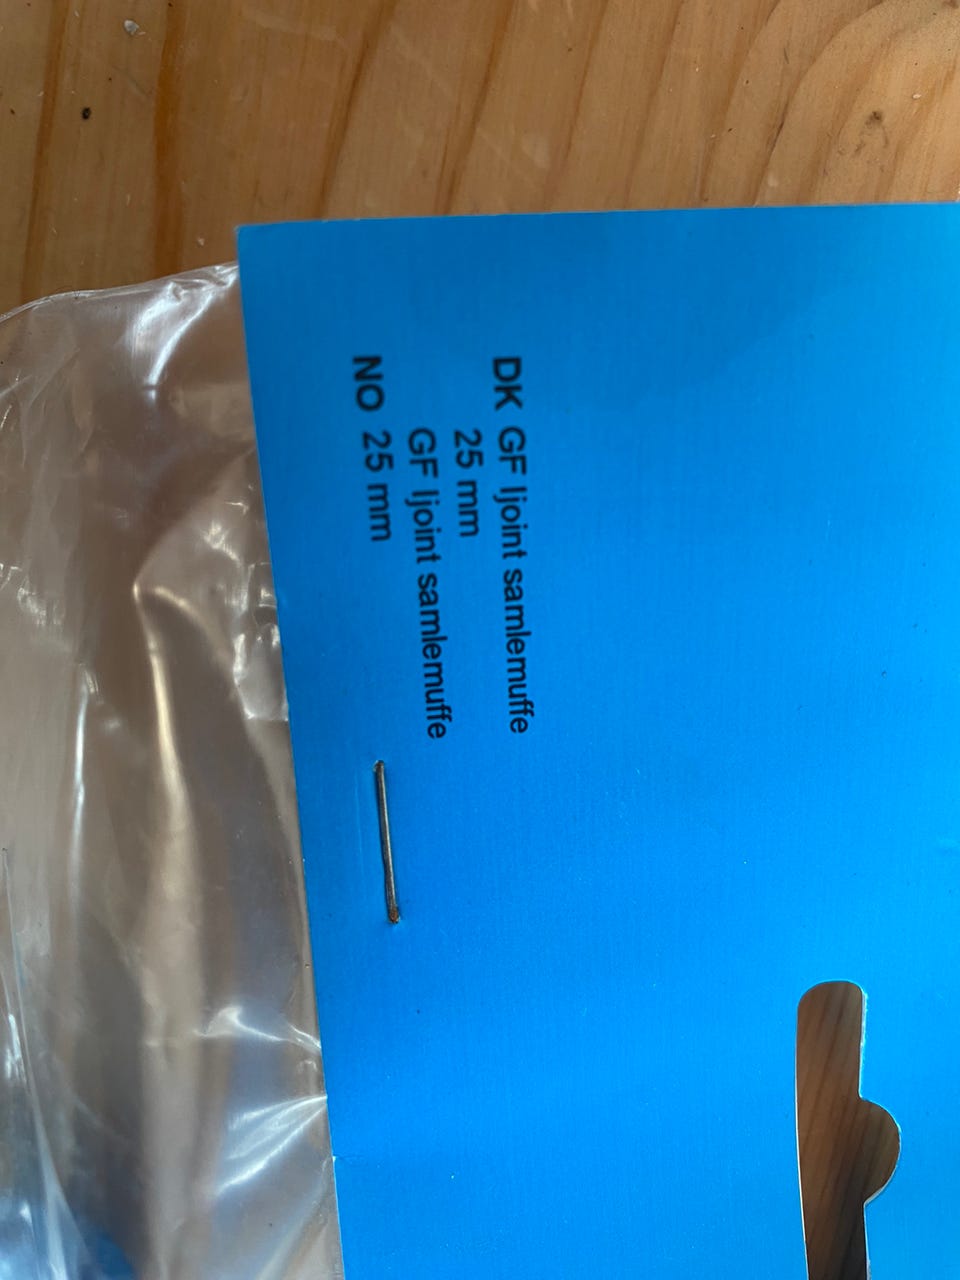 DK GF Ijoint samlemuffe
25 mm
GF Ijoint samlemuffe
NO 25 mm